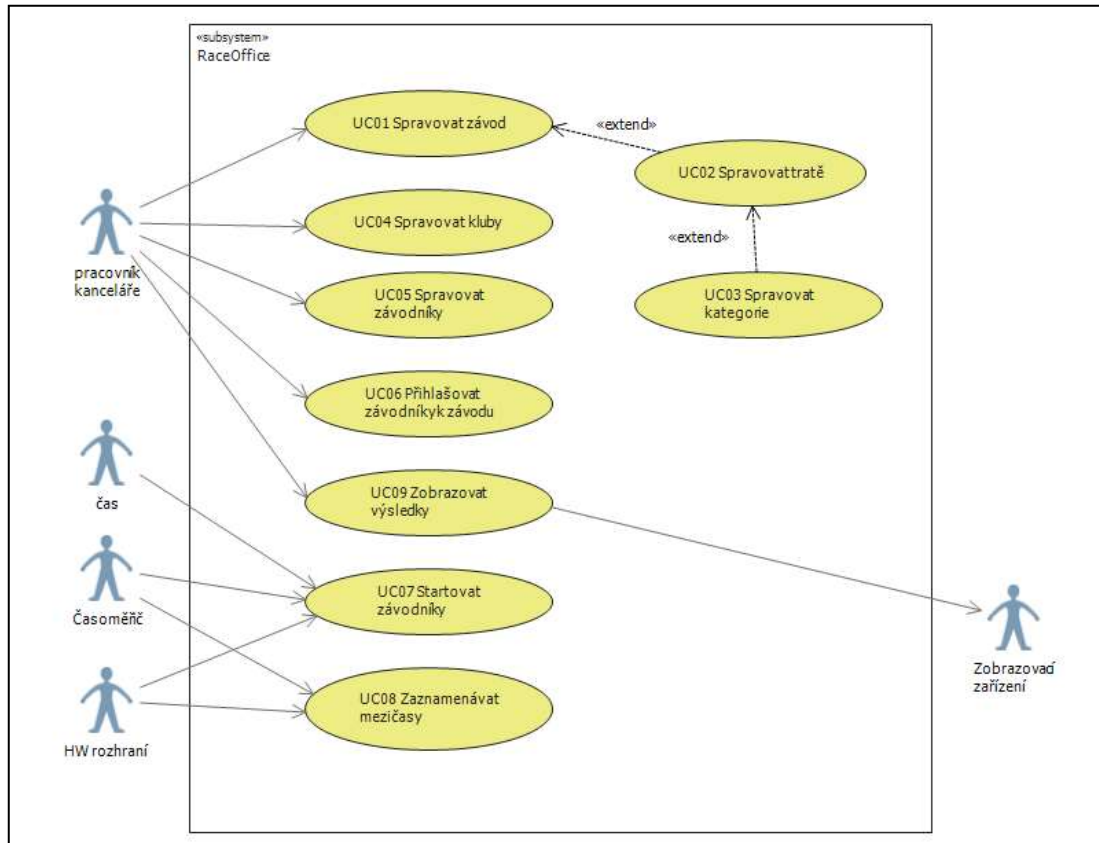 «subsystem»
RaceOffice
UC01 Spravovat závod
«extend»
UC02 Spravovattratě
pracovník
kanceláře
UC04 Spravovat kluby
«extend»
UC05 Spravovat
závodníky
UC03 Spravovat
kategorie
UC06 Přihlašovat
závodníkyk závodu
čas
UC09 Zobrazovat
výsledky
Časoměřič
UC07 Startovat
závodníky
Zobrazovací
zařízení
HW rozhraní
UC08 Zaznamenávat
mezičasy